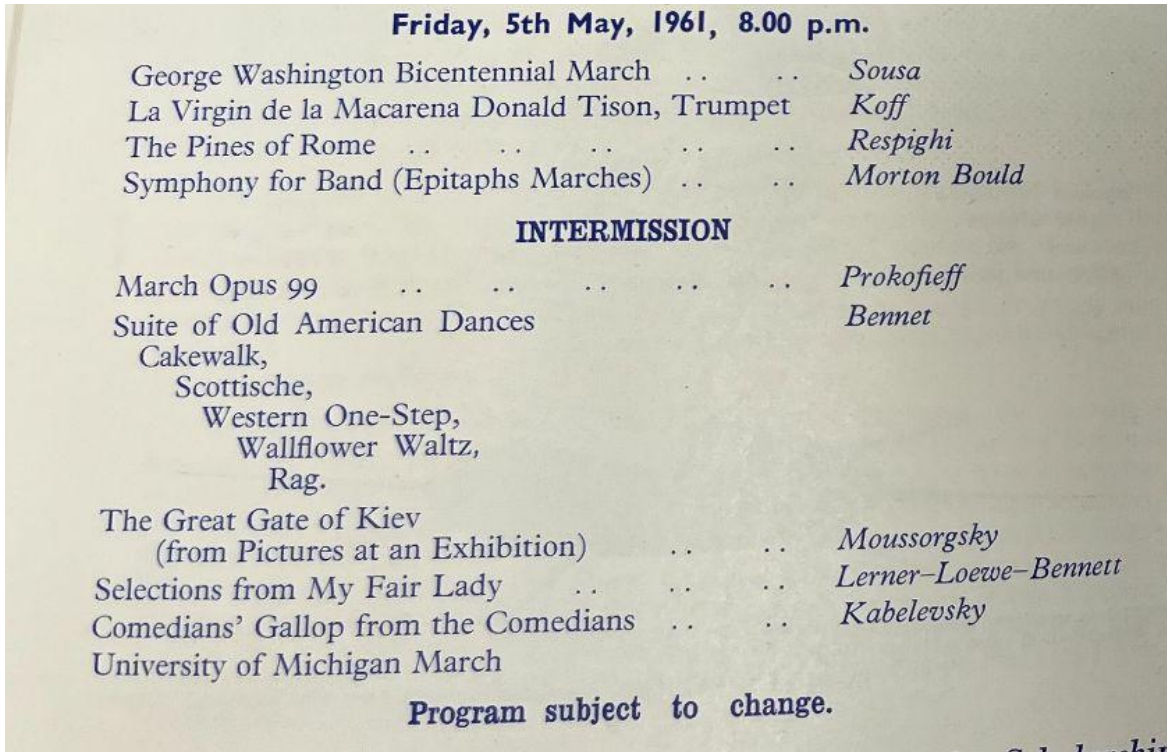 Friday, 5th May, 1961, 8.00 p.m.
George Washington Bicentennial March .. .. Sousa
La Virgin de la Macarena Donald Tison, Trumpet Koff
The Pines of Rome .. .. .. .. .. Respighi
Symphony for Band (Epitaphs Marches) .. .. Morton Bould
INTERMISSION
March Opus 99 .. .. .. .. .. Prokofieff
Suite of Old American Dances Bennet
Cakewalk,
Scottische,
Western One-Step,
Wallflower Waltz,
Rag.
The Great Gate of Kiev
(from Pictures at an Exhibition) .. .. Moussorgsky
Selections from My Fair Lady .. .. .. Lerner–Loewe–Bennett
Comedians' Gallop from the Comedians .. .. Kabelevsky
University of Michigan March
Program subject to change.